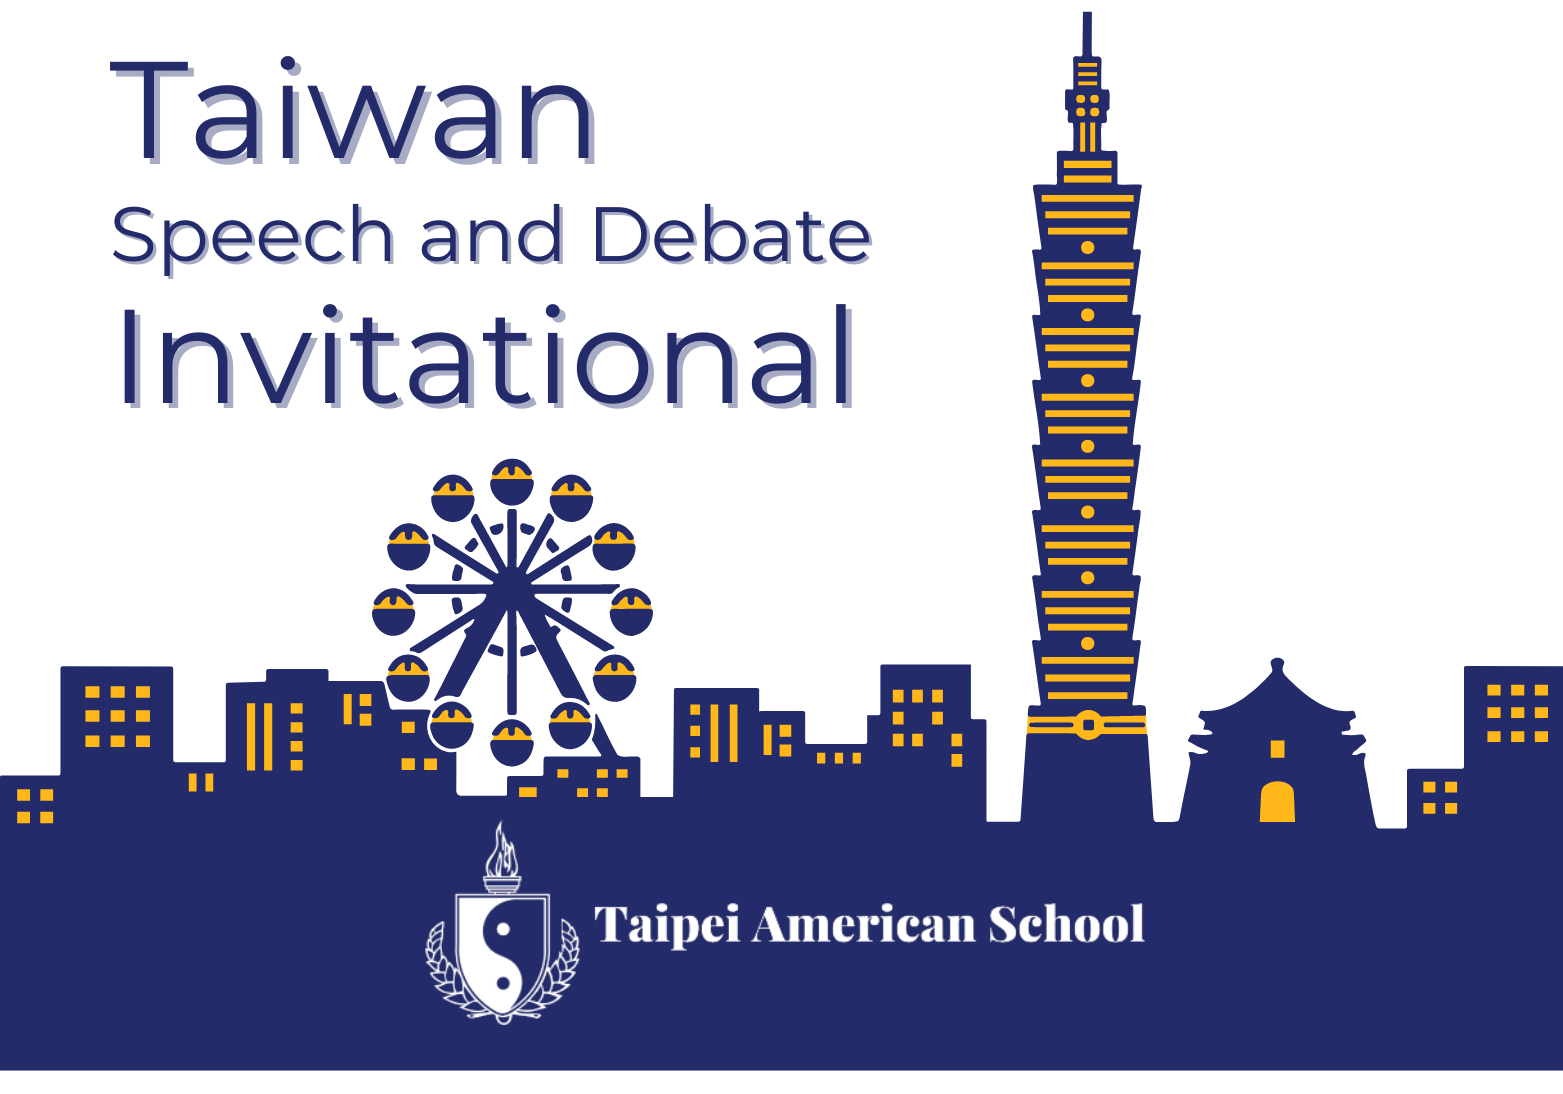 Taiwan
Speech and Debate
Invitational
Taipei American School